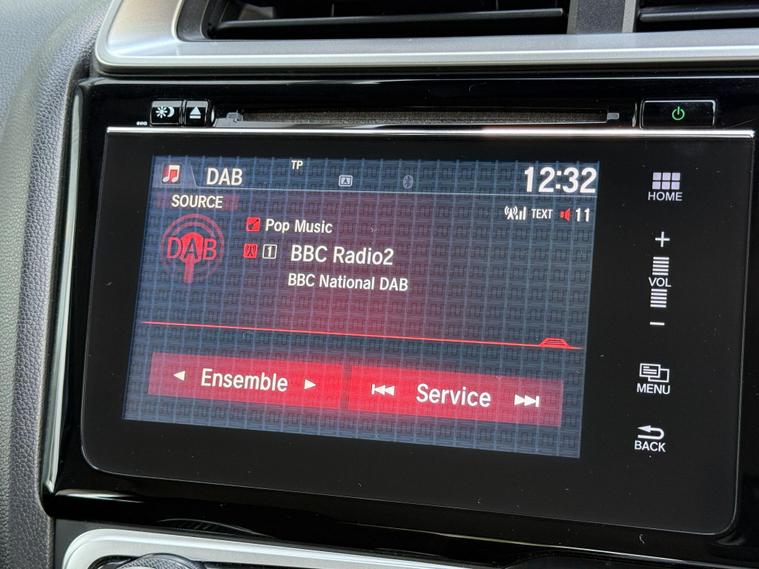 TP
DAB
A
12:32
SOURCE
TEXT
11
DAB
Pop Music
1 BBC Radio2
BBC National DAB
Ensemble
Service
HOME
+
VOL
−
MENU
BACK